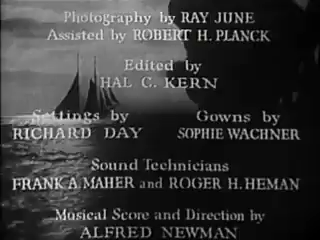 Photography by RAY JUNE
Assisted by ROBERT H. PLANCK
Edited by
HAL C. KERN
Settings by
RICHARD DAY
Gowns by
SOPHIE WACHNER
Sound Technicians
FRANK A. MAHER and ROGER H. HEMAN
Musical Score and Direction by
ALFRED NEWMAN